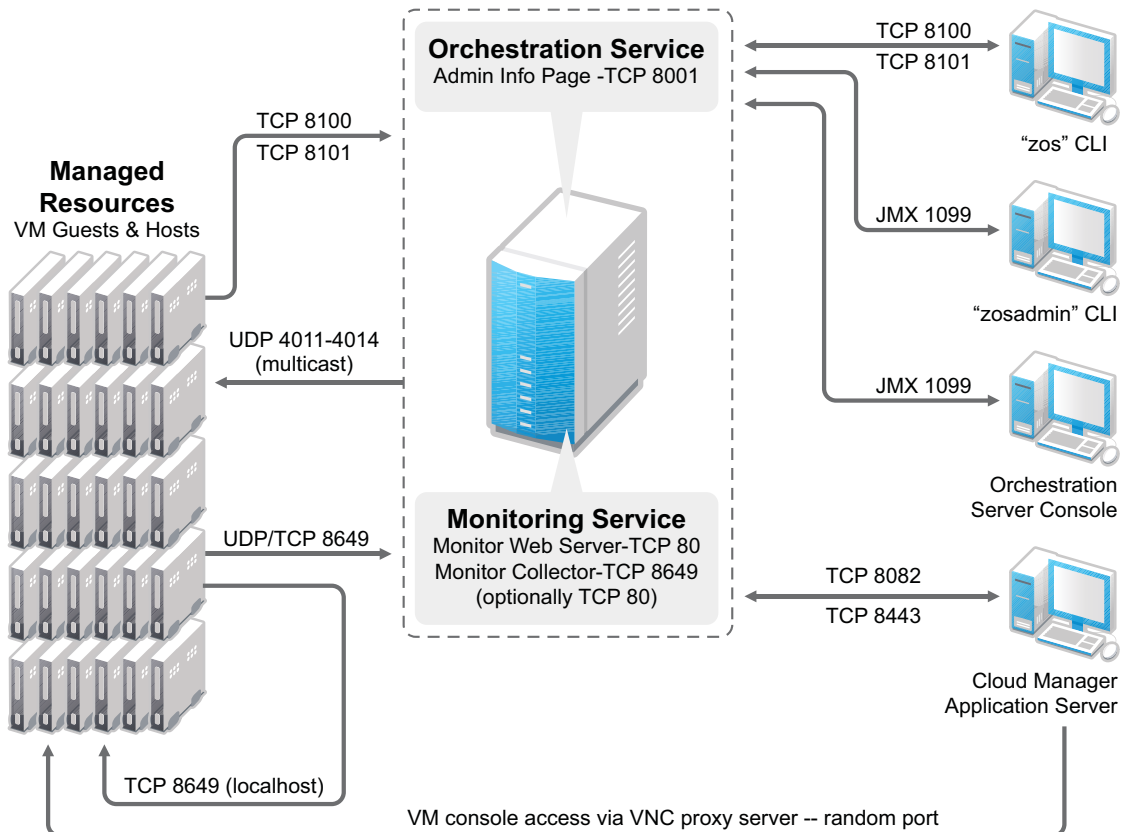 Orchestration Service
Admin Info Page -TCP 8001
TCP 8100
TCP 8101
“zos” CLI
TCP 8100
TCP 8101
Managed
Resources
VM Guests & Hosts
JMX 1099
“zosadmin” CLI
UDP 4011-4014
(multicast)
JMX 1099
Orchestration
Server Console
Monitoring Service
Monitor Web Server-TCP 80
Monitor Collector-TCP 8649
(optionally TCP 80)
UDP/TCP 8649
TCP 8082
TCP 8443
Cloud Manager
Application Server
TCP 8649 (localhost)
VM console access via VNC proxy server -- random port